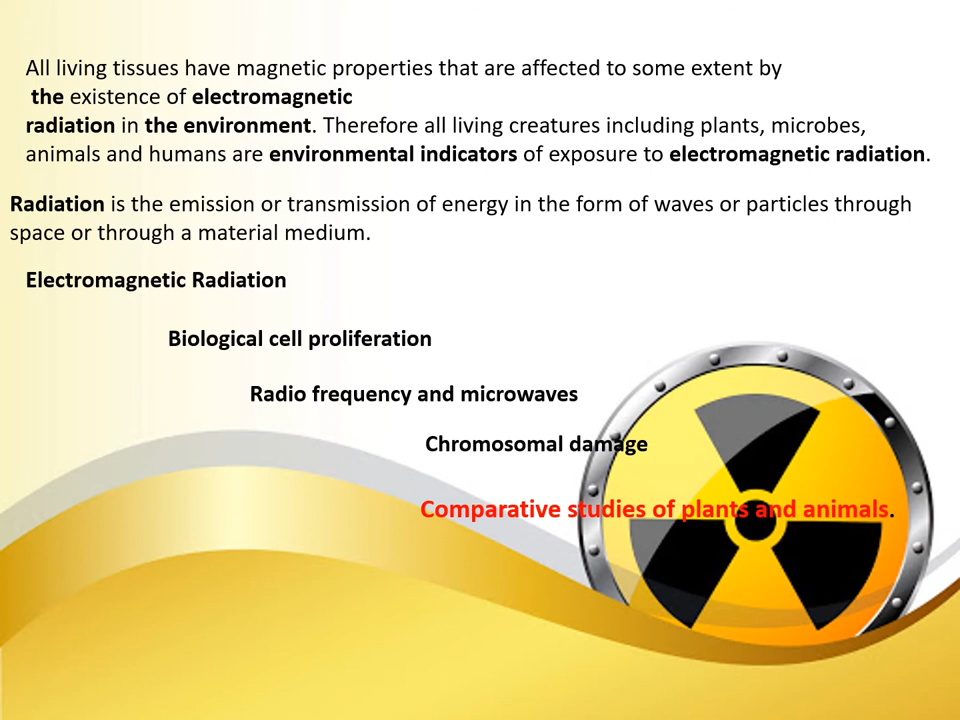 All living tissues have magnetic properties that are affected to some extent by
the existence of electromagnetic
radiation in the environment. Therefore all living creatures including plants, microbes,
animals and humans are environmental indicators of exposure to electromagnetic radiation.
Radiation is the emission or transmission of energy in the form of waves or particles through
space or through a material medium.
Electromagnetic Radiation
Biological cell proliferation
Radio frequency and microwaves
Chromosomal damage
Comparative studies of plants and animals.